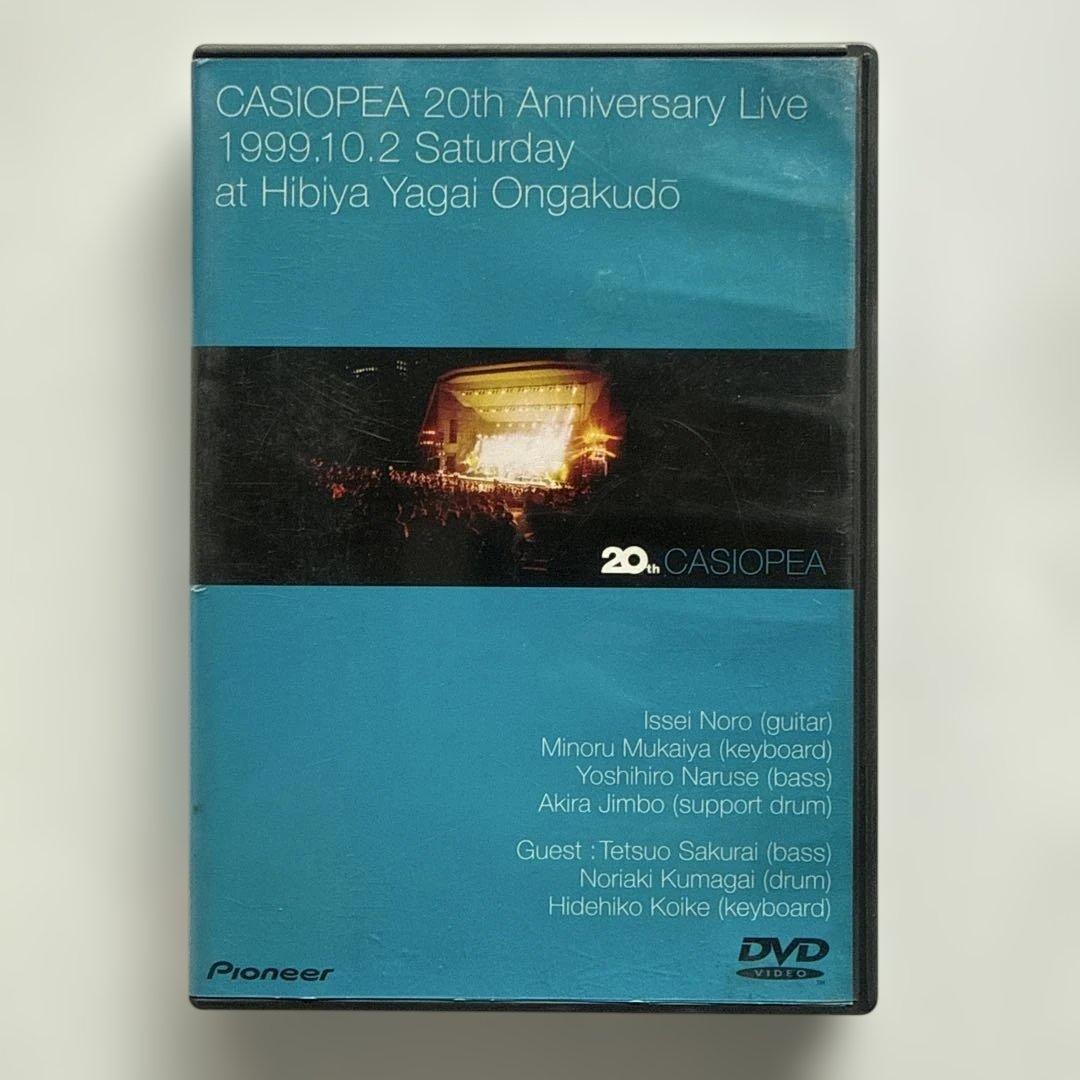 CASIOPEA 20th Anniversary Live
1999.10.2 Saturday
at Hibiya Yagai Ongakudō
20th CASIOPEA
Issei Noro (guitar)
Minoru Mukaiya (keyboard)
Yoshihiro Naruse (bass)
Akira Jimbo (support drum)
Guest : Tetsuo Sakurai (bass)
Noriaki Kumagai (drum)
Hidehiko Koike (keyboard)
Pioneer
DVD
VIDEO